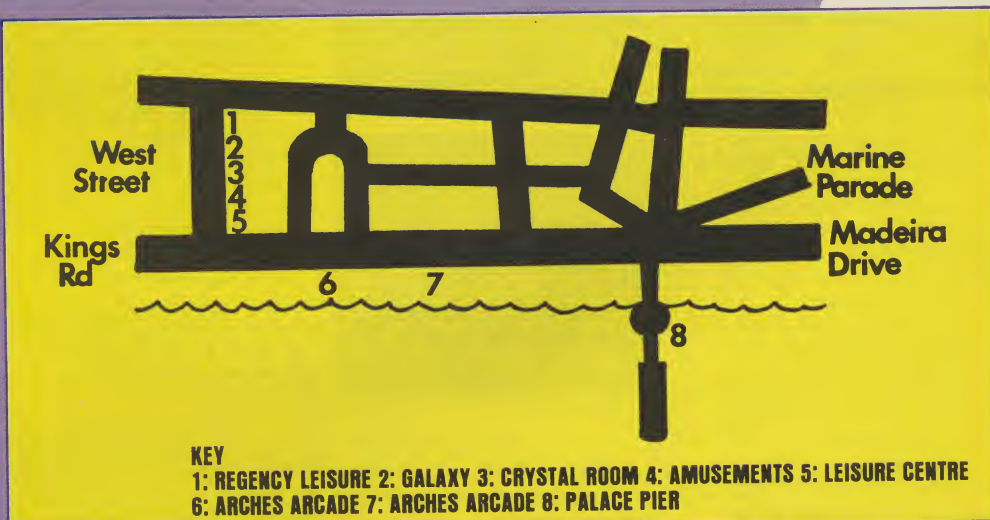 West
Street
Kings
Rd
1
2
3
4
5
6
7
8
Marine
Parade
Madeira
Drive
KEY
1: REGENCY LEISURE 2: GALAXY 3: CRYSTAL ROOM 4: AMUSEMENTS 5: LEISURE CENTRE
6: ARCHES ARCADE 7: ARCHES ARCADE 8: PALACE PIER